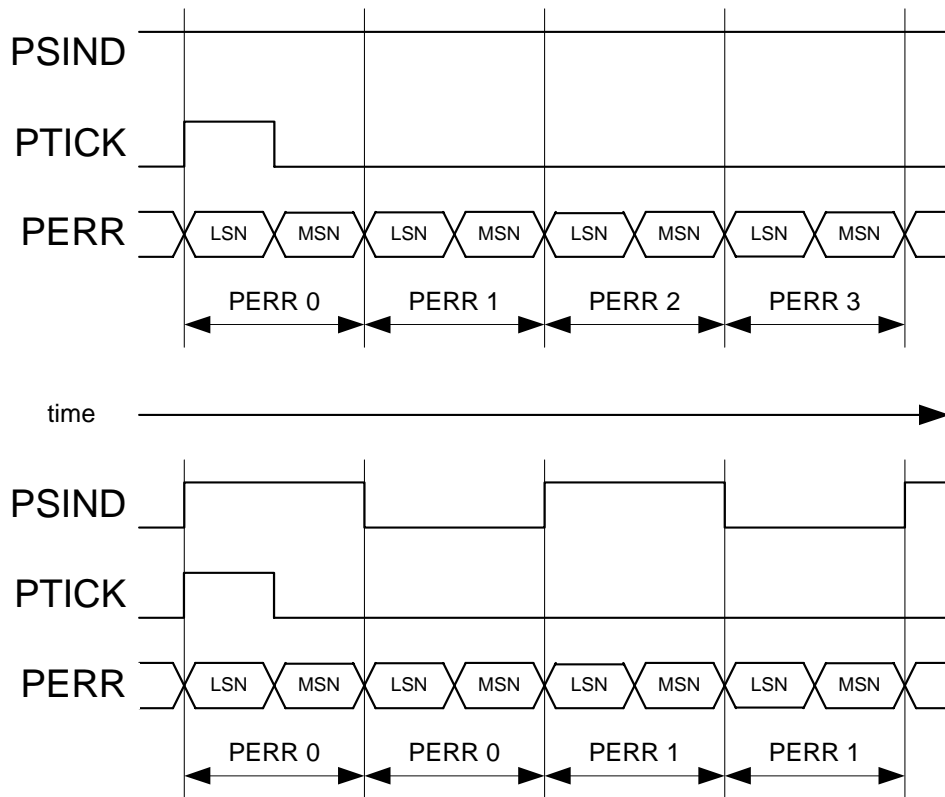 PSIND
PTICK
PERR
LSN MSN LSN MSN LSN MSN LSN MSN
PERR 0 PERR 1 PERR 2 PERR 3
time
PSIND
PTICK
PERR
LSN MSN LSN MSN LSN MSN LSN MSN
PERR 0 PERR 0 PERR 1 PERR 1